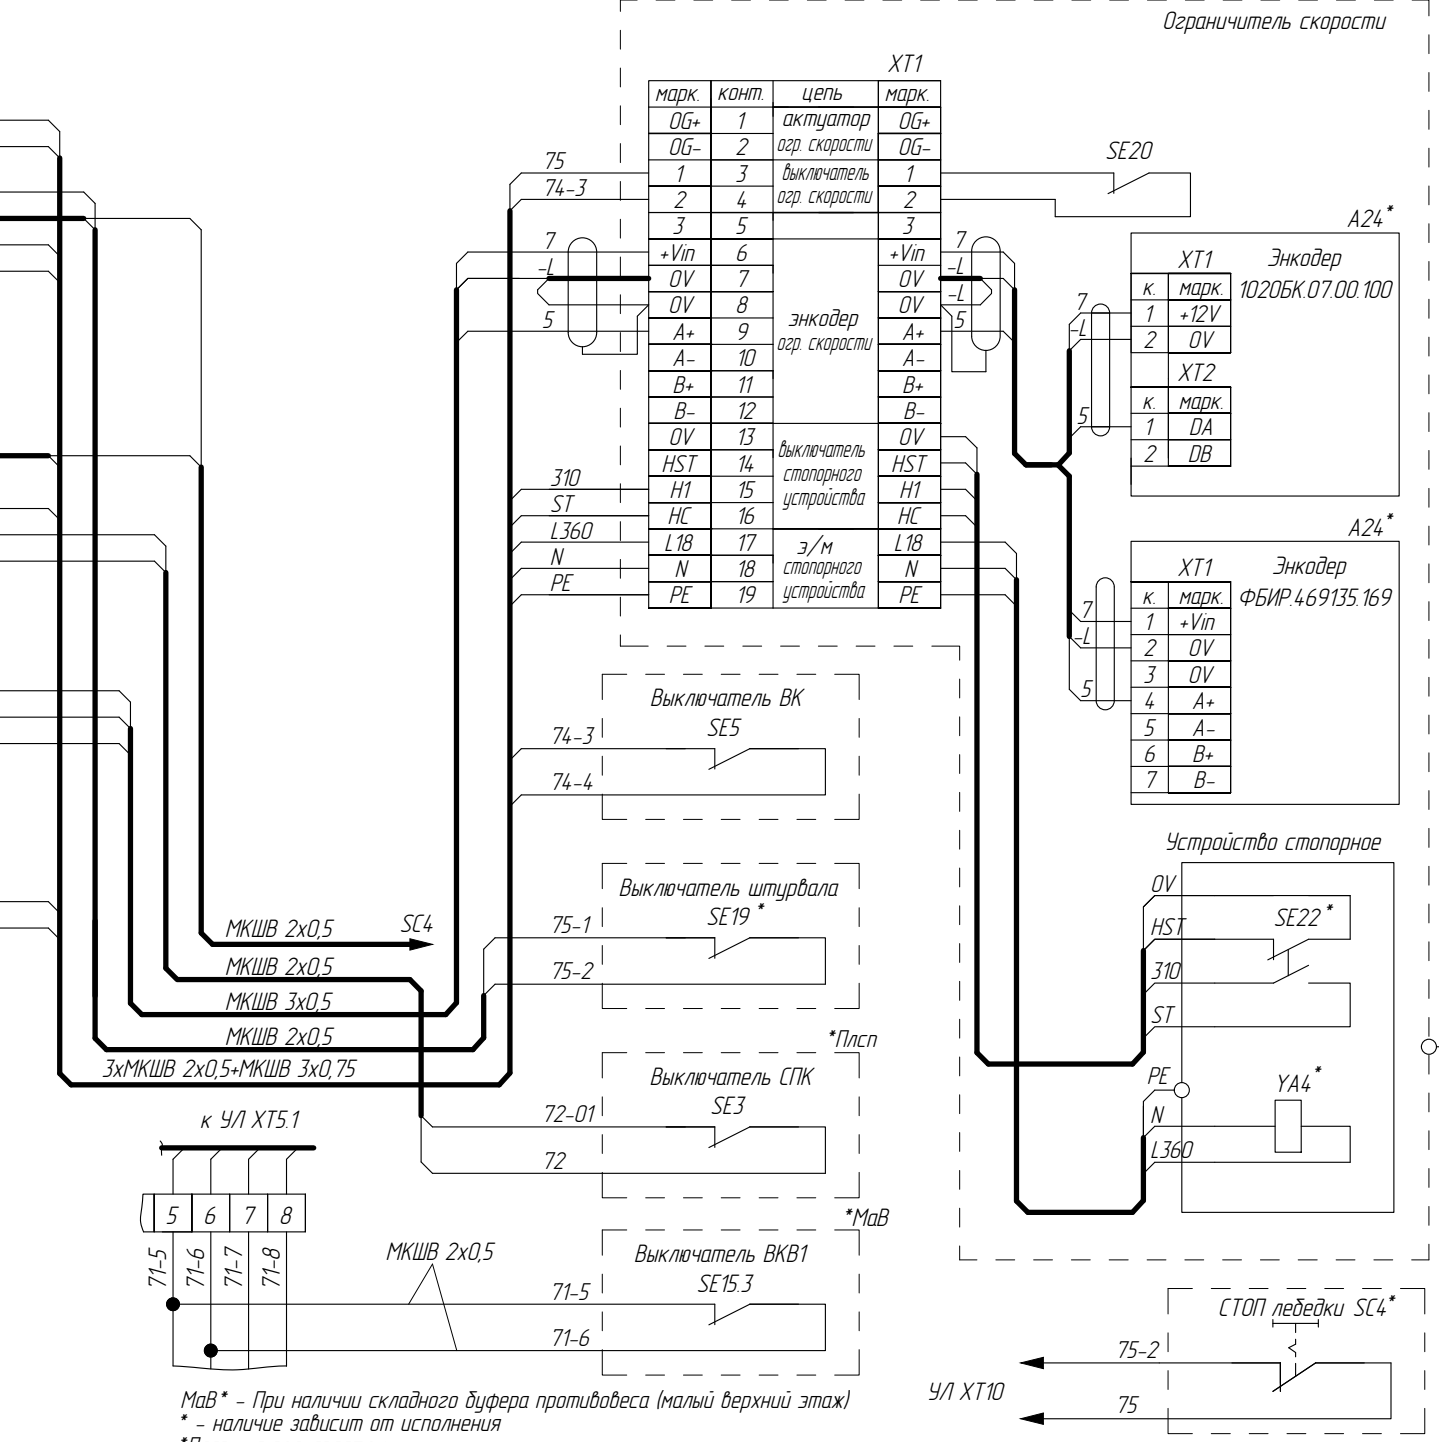 Ограничитель скорости
XT1
марк. конт. цепь марк.
OG+ 1 актуатор OG+
OG- 2 огр. скорости OG-
1 3 выключатель 1
2 4 огр. скорости 2
3 5 3
+Vin 6 +Vin
0V 7 0V
0V 8 энкодер 0V
A+ 9 огр. скорости A+
A- 10 A-
B+ 11 B+
B- 12 B-
0V 13 выключатель 0V
HST 14 стопорного HST
H1 15 устройства H1
HC 16 HC
L18 17 э/м L18
N 18 стопорного N
PE 19 устройства PE
75
74-3
7
-L
5
310
ST
L360
N
PE
7
-L
-L
5
SE20
A24*
XT1 Энкодер
к. марк. 1020БК.07.00.100
7 1 +12V
-L 2 0V
XT2
к. марк.
5 1 DA
2 DB
A24*
XT1 Энкодер
к. марк. ФБИР.469135.169
7 1 +Vin
-L 2 0V
3 0V
5 4 A+
5 A-
6 B+
7 B-
Выключатель ВК
SE5
74-3
74-4
Выключатель штурвала
SE19*
75-1
75-2
*Плсп
Выключатель СПК
SE3
72-01
72
*МаВ
Выключатель ВКВ1
SE15.3
71-5
71-6
Устройство стопорное
0V
HST SE22*
310
ST
PE YA4*
N
L360
МКШВ 2х0,5 SC4
МКШВ 2х0,5
МКШВ 3х0,5
МКШВ 2х0,5
3хМКШВ 2х0,5+МКШВ 3х0,75
к УЛ XT5.1
5 6 7 8
71-5 71-6 71-7 71-8
МКШВ 2х0,5
СТОП лебедки SC4*
75-2
УЛ XT10
75
МаВ* - При наличии складного буфера противовеса (малый верхний этаж)
* - наличие зависит от исполнения